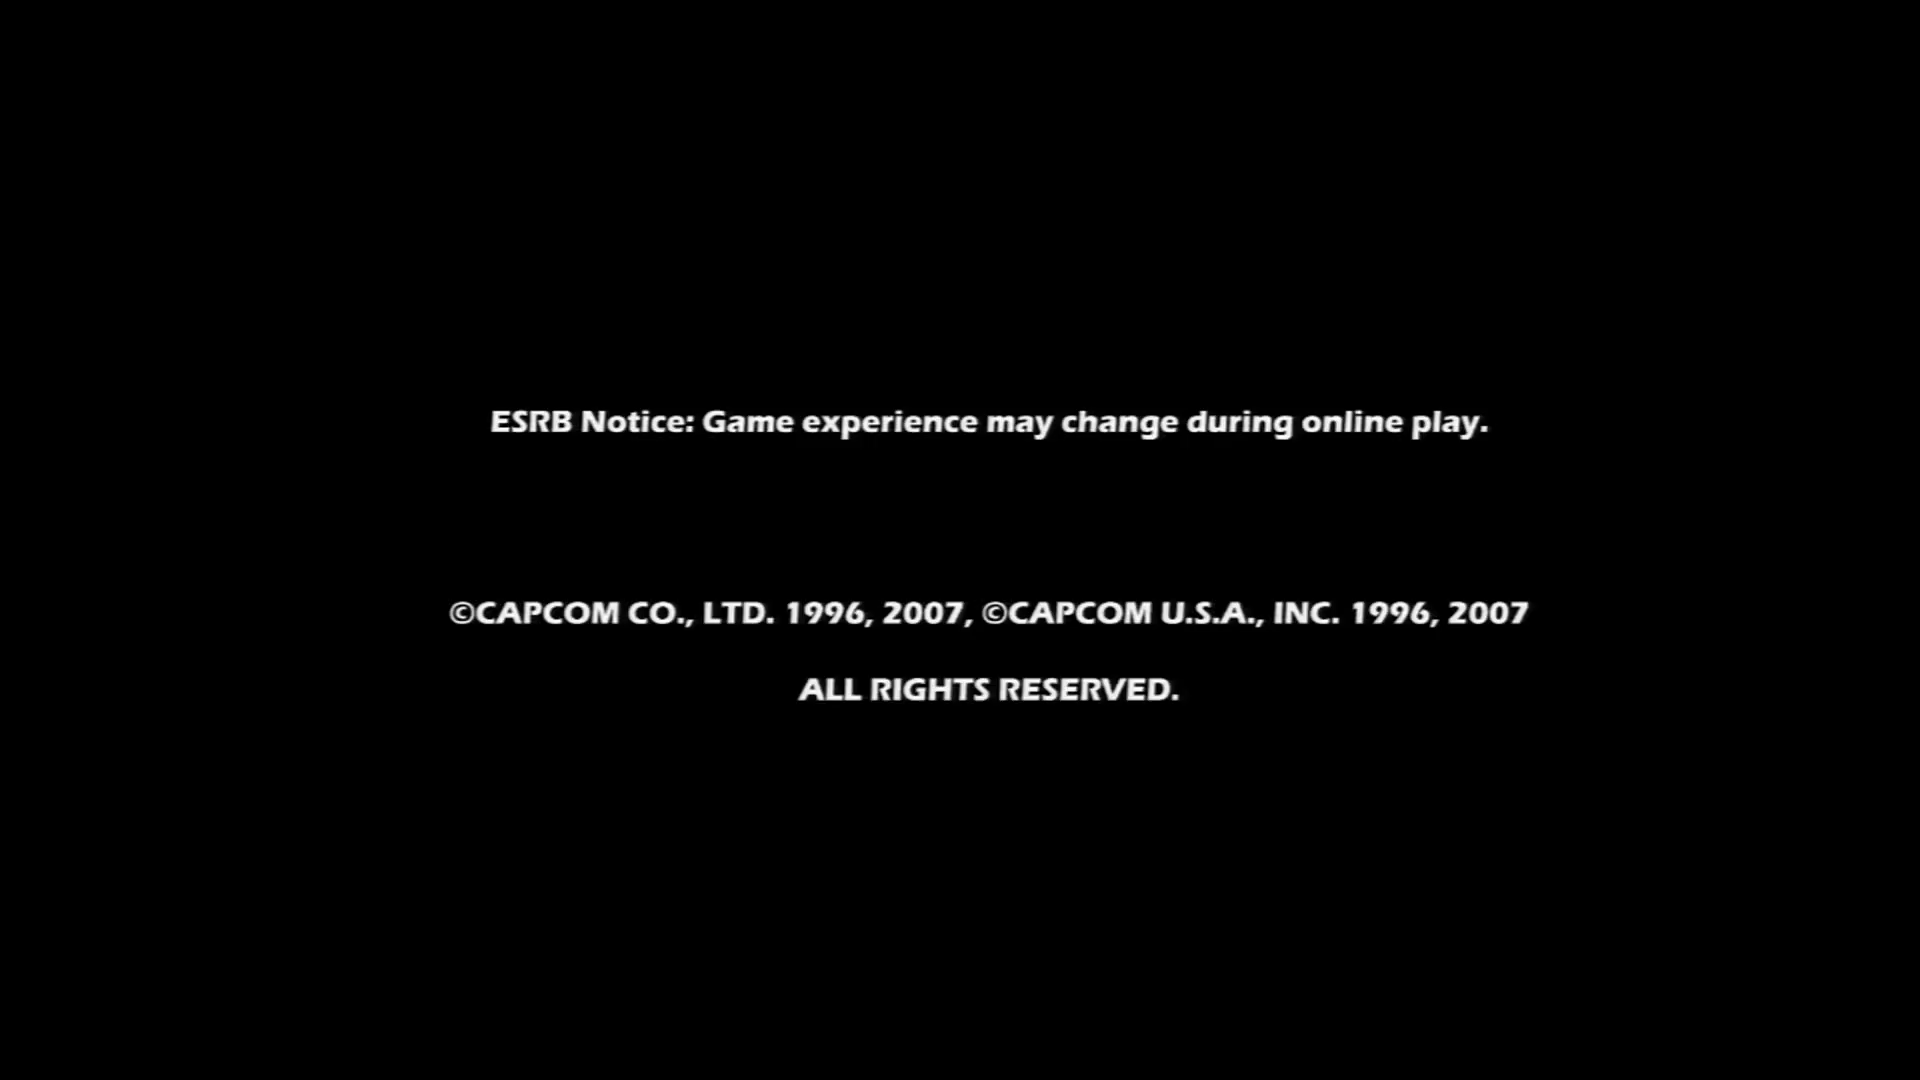 ESRB Notice: Game experience may change during online play.
©CAPCOM CO., LTD. 1996, 2007, ©CAPCOM U.S.A., INC. 1996, 2007
ALL RIGHTS RESERVED.